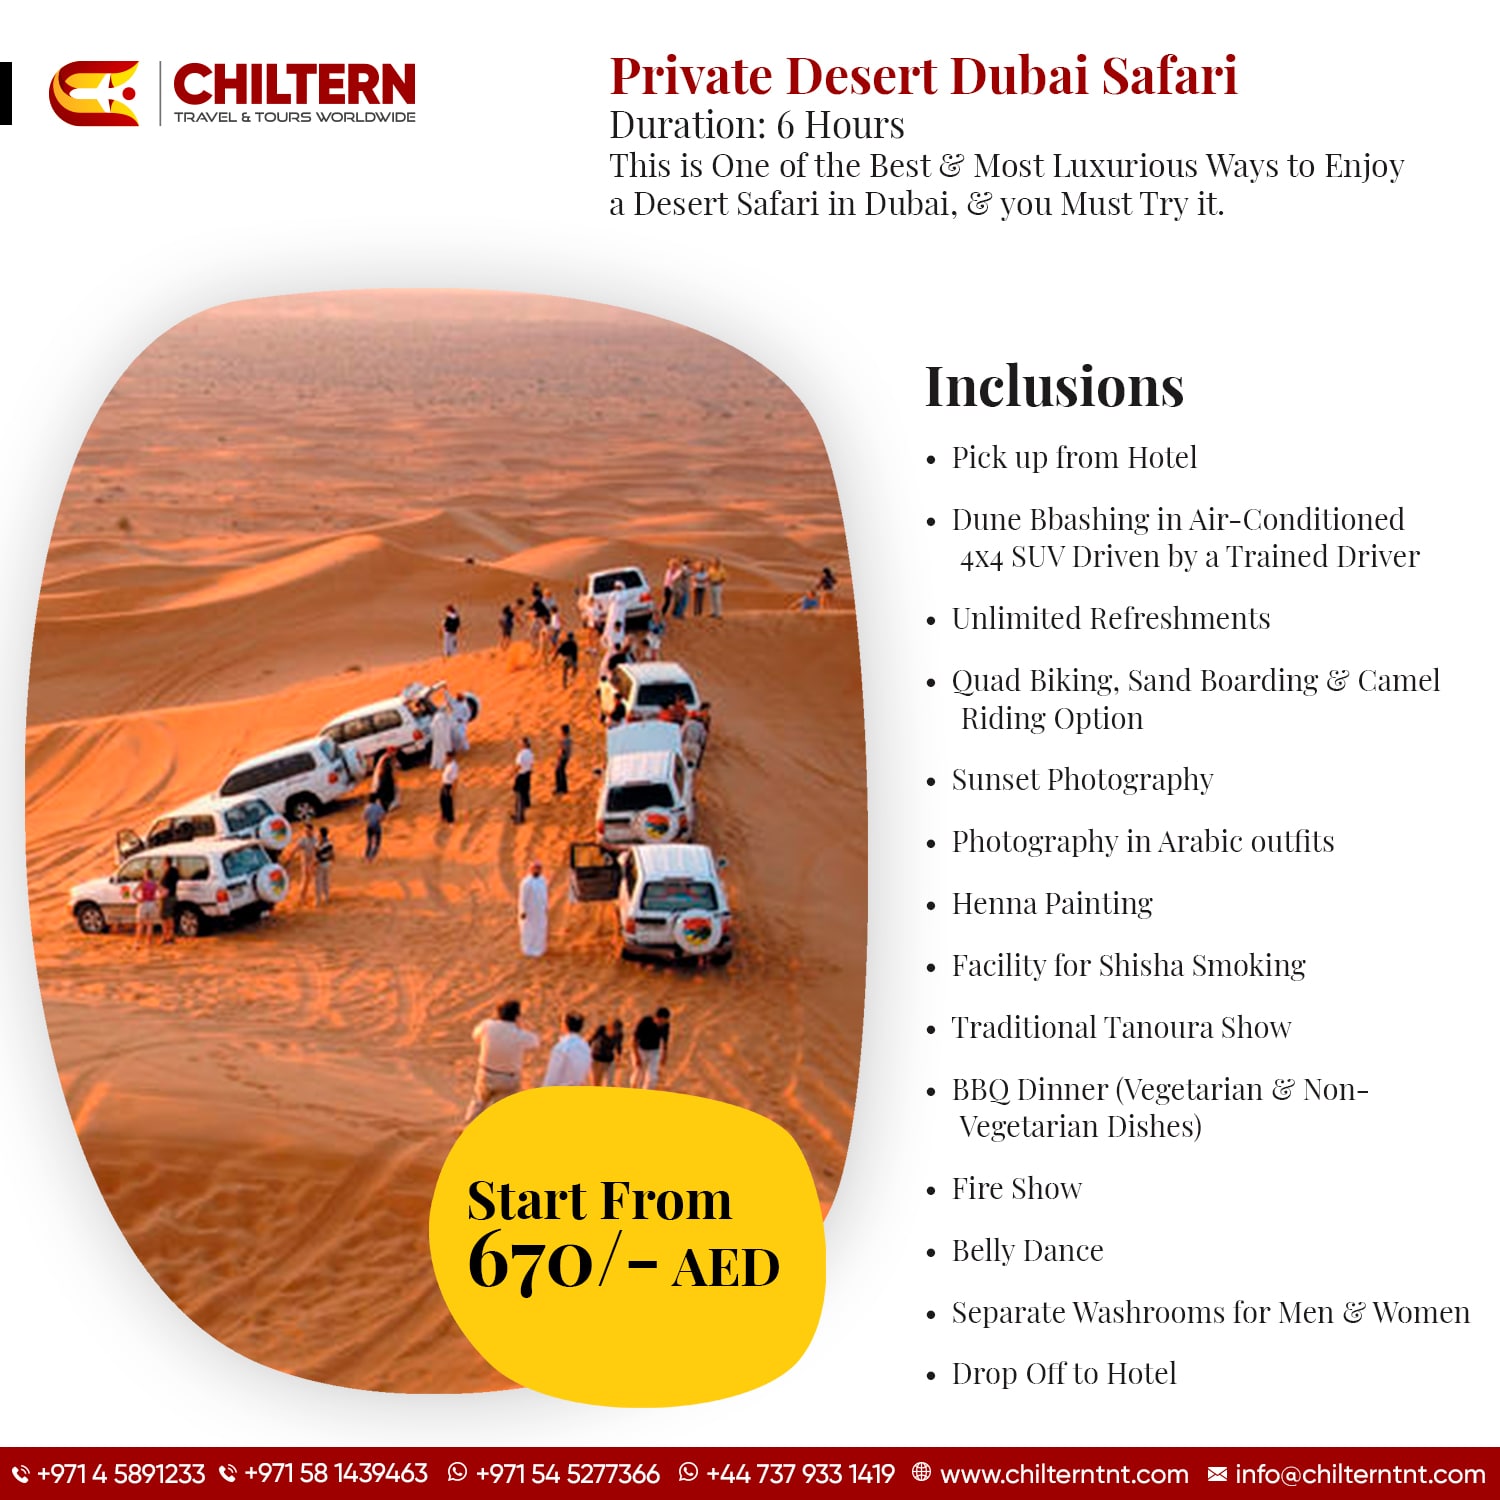 CHILTERN
TRAVEL & TOURS WORLDWIDE
Private Desert Dubai Safari
Duration: 6 Hours
This is One of the Best & Most Luxurious Ways to Enjoy
a Desert Safari in Dubai, & you Must Try it.
Inclusions
• Pick up from Hotel
• Dune Bbashing in Air-Conditioned
4x4 SUV Driven by a Trained Driver
• Unlimited Refreshments
• Quad Biking, Sand Boarding & Camel
Riding Option
• Sunset Photography
• Photography in Arabic outfits
• Henna Painting
• Facility for Shisha Smoking
• Traditional Tanoura Show
• BBQ Dinner (Vegetarian & Non-
Vegetarian Dishes)
• Fire Show
• Belly Dance
• Separate Washrooms for Men & Women
• Drop Off to Hotel
Start From
670/- AED
+971 4 5891233 +971 58 1439463 +971 54 5277366 +44 737 933 1419 www.chilterntnt.com info@chilterntnt.com